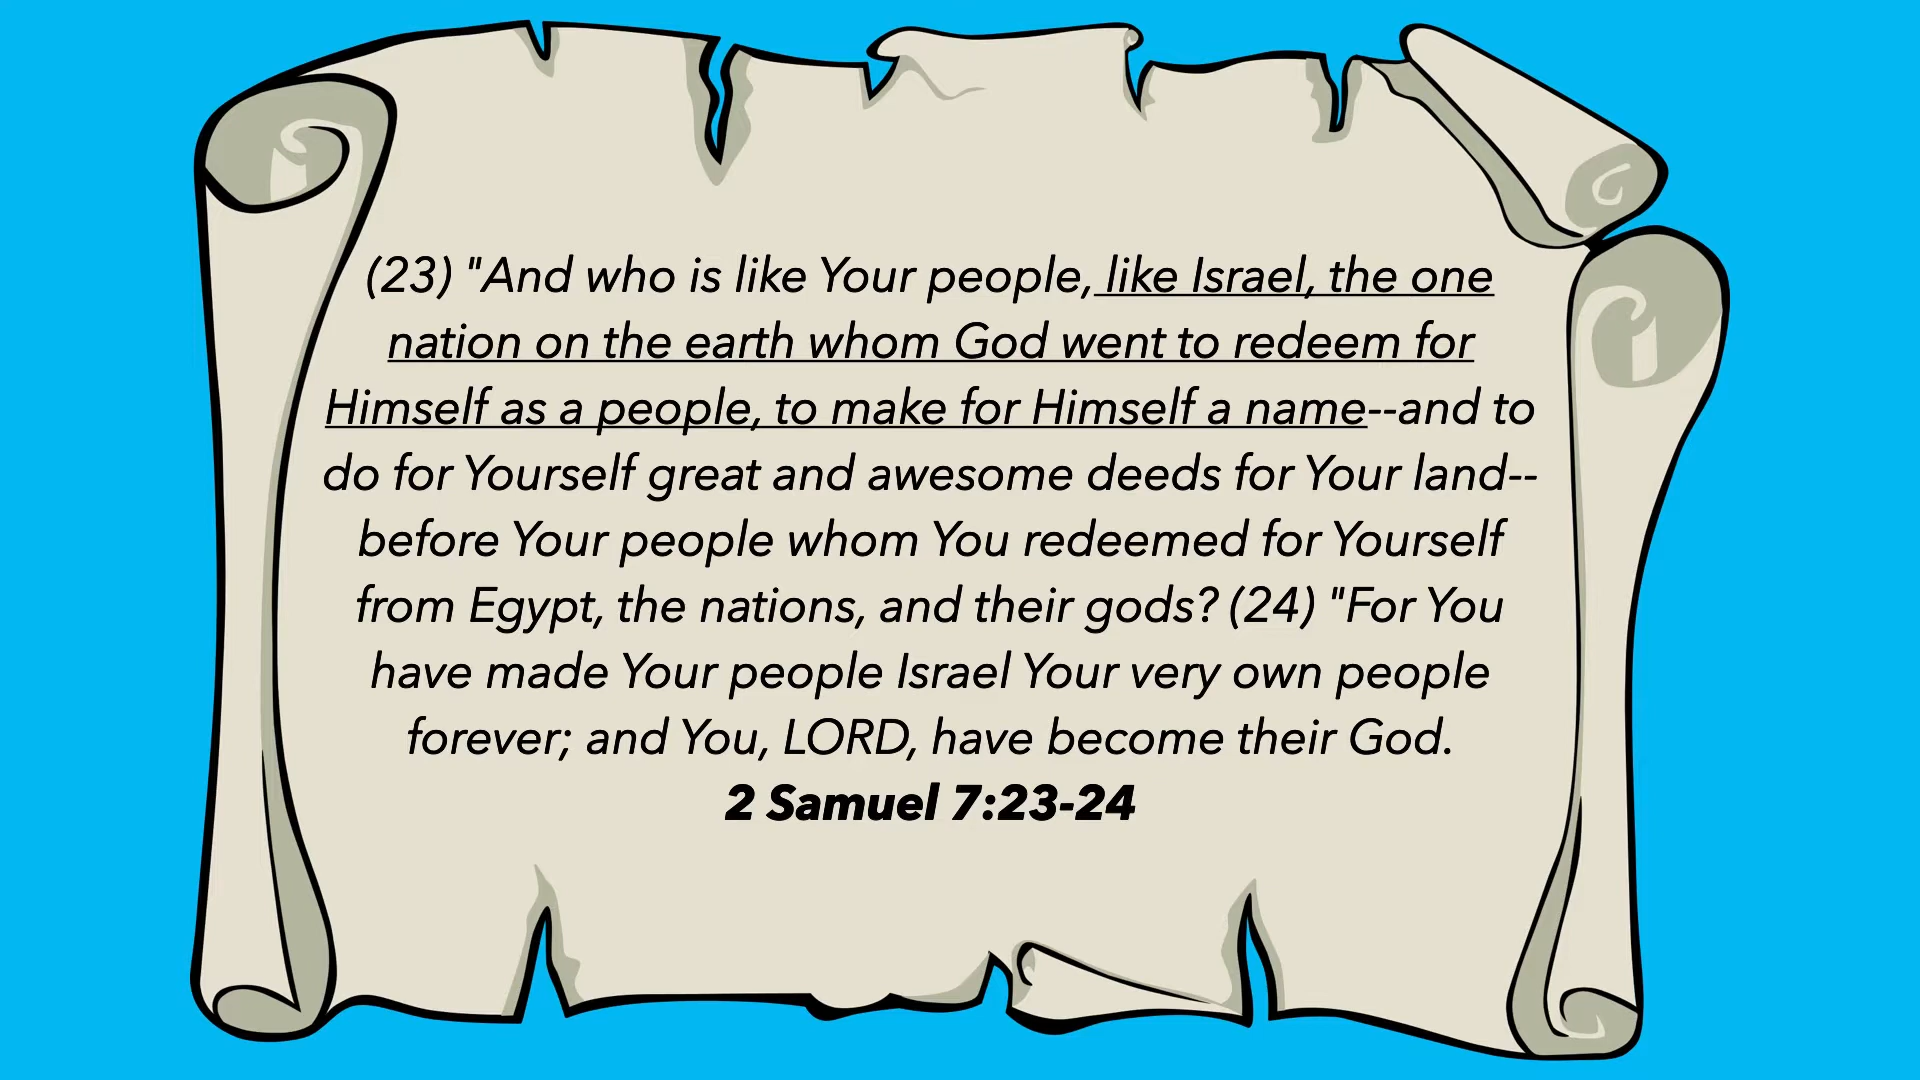 (23) "And who is like Your people, like Israel, the one
nation on the earth whom God went to redeem for
Himself as a people, to make for Himself a name--and to
do for Yourself great and awesome deeds for Your land--
before Your people whom You redeemed for Yourself
from Egypt, the nations, and their gods? (24) "For You
have made Your people Israel Your very own people
forever; and You, LORD, have become their God.
2 Samuel 7:23-24